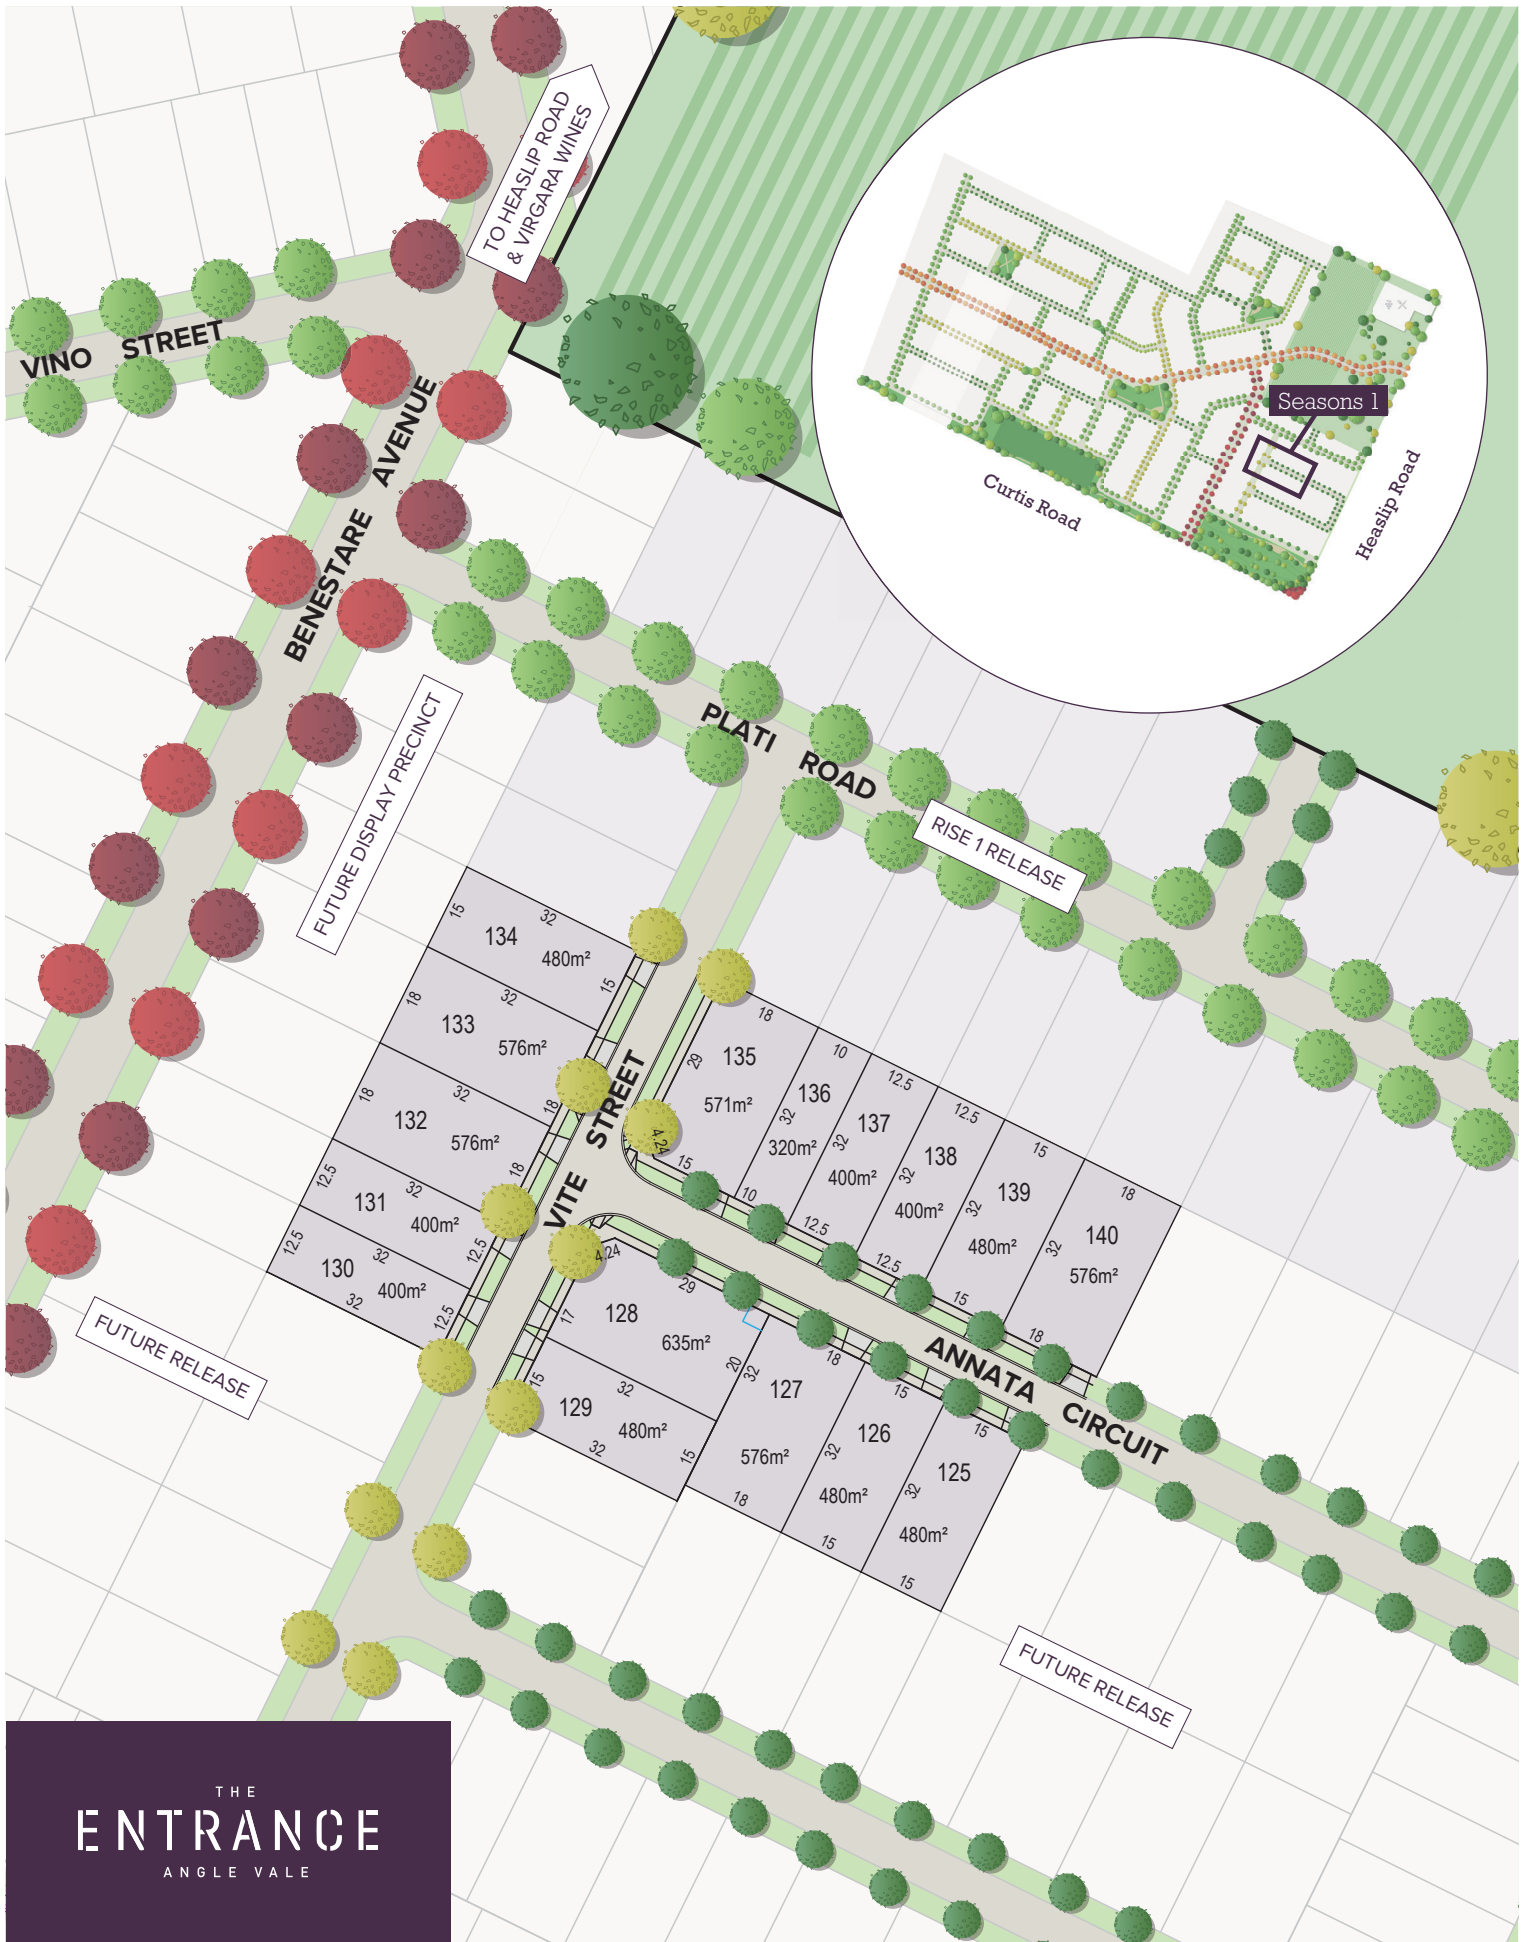 TO HEASLIP ROAD
& VIRGARA WINES
VINO STREET
BENESTARE AVENUE
Seasons 1
Curtis Road
Heaslip Road
PLATI ROAD
RISE 1 RELEASE
FUTURE DISPLAY PRECINCT
15
32
134
480m²
15
18
32
133
576m²
18
18
32
132
576m²
18
12.5
32
131
400m²
12.5
12.5
32
130
400m²
32
12.5
VITE STREET
18
29
135
571m²
4.24
15
10
136
32
320m²
10
12.5
137
32
400m²
12.5
12.5
138
32
400m²
12.5
15
139
32
480m²
15
18
140
32
576m²
18
ANNATA CIRCUIT
4.24
29
17
128
635m²
20
15
32
129
480m²
32
15
18
32
127
576m²
18
15
126
32
480m²
15
15
125
32
480m²
15
FUTURE RELEASE
FUTURE RELEASE
THE
ENTRANCE
ANGLE VALE